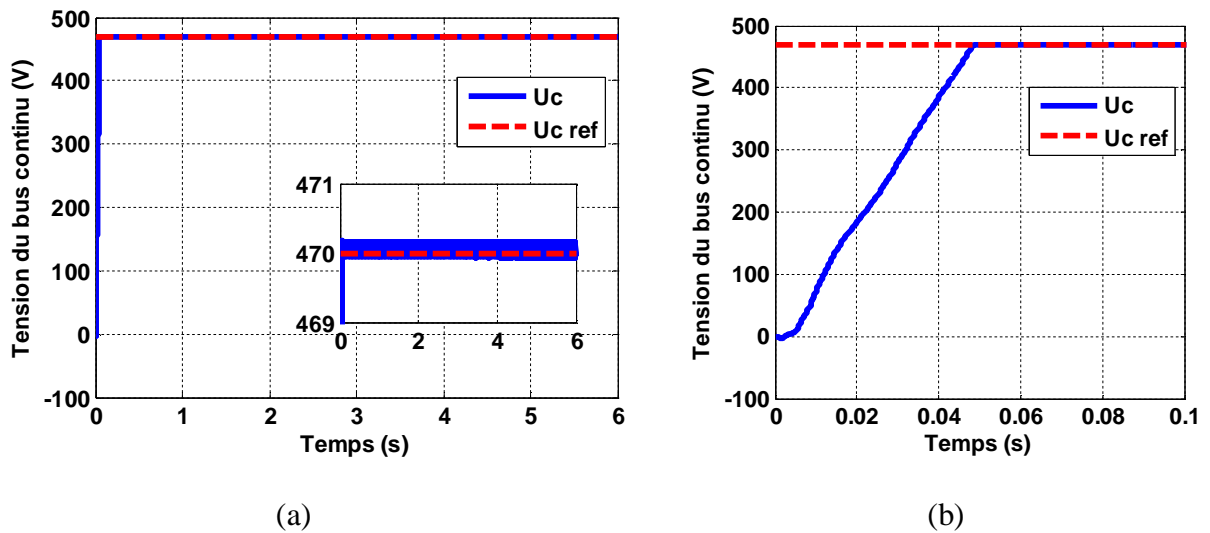 500
400
300
200
100
0
-100
Tension du bus continu (V)
0 1 2 3 4 5 6
Temps (s)
Uc
Uc ref
471
470
469
0 2 4 6
(a)
500
400
300
200
100
0
-100
Tension du bus continu (V)
0 0.02 0.04 0.06 0.08 0.1
Temps (s)
Uc
Uc ref
(b)